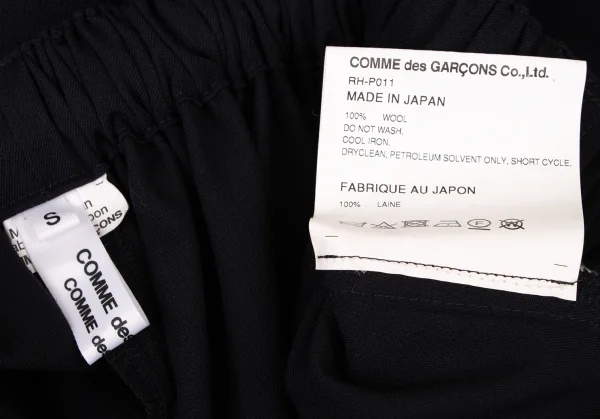 COMME des GARÇONS Co.,Ltd.
RH-P011
MADE IN JAPAN
100% WOOL
DO NOT WASH.
COOL IRON.
DRYCLEAN, PETROLEUM SOLVENT ONLY, SHORT CYCLE.
FABRIQUE AU JAPON
100% LAINE
S
COMME des
COMME des